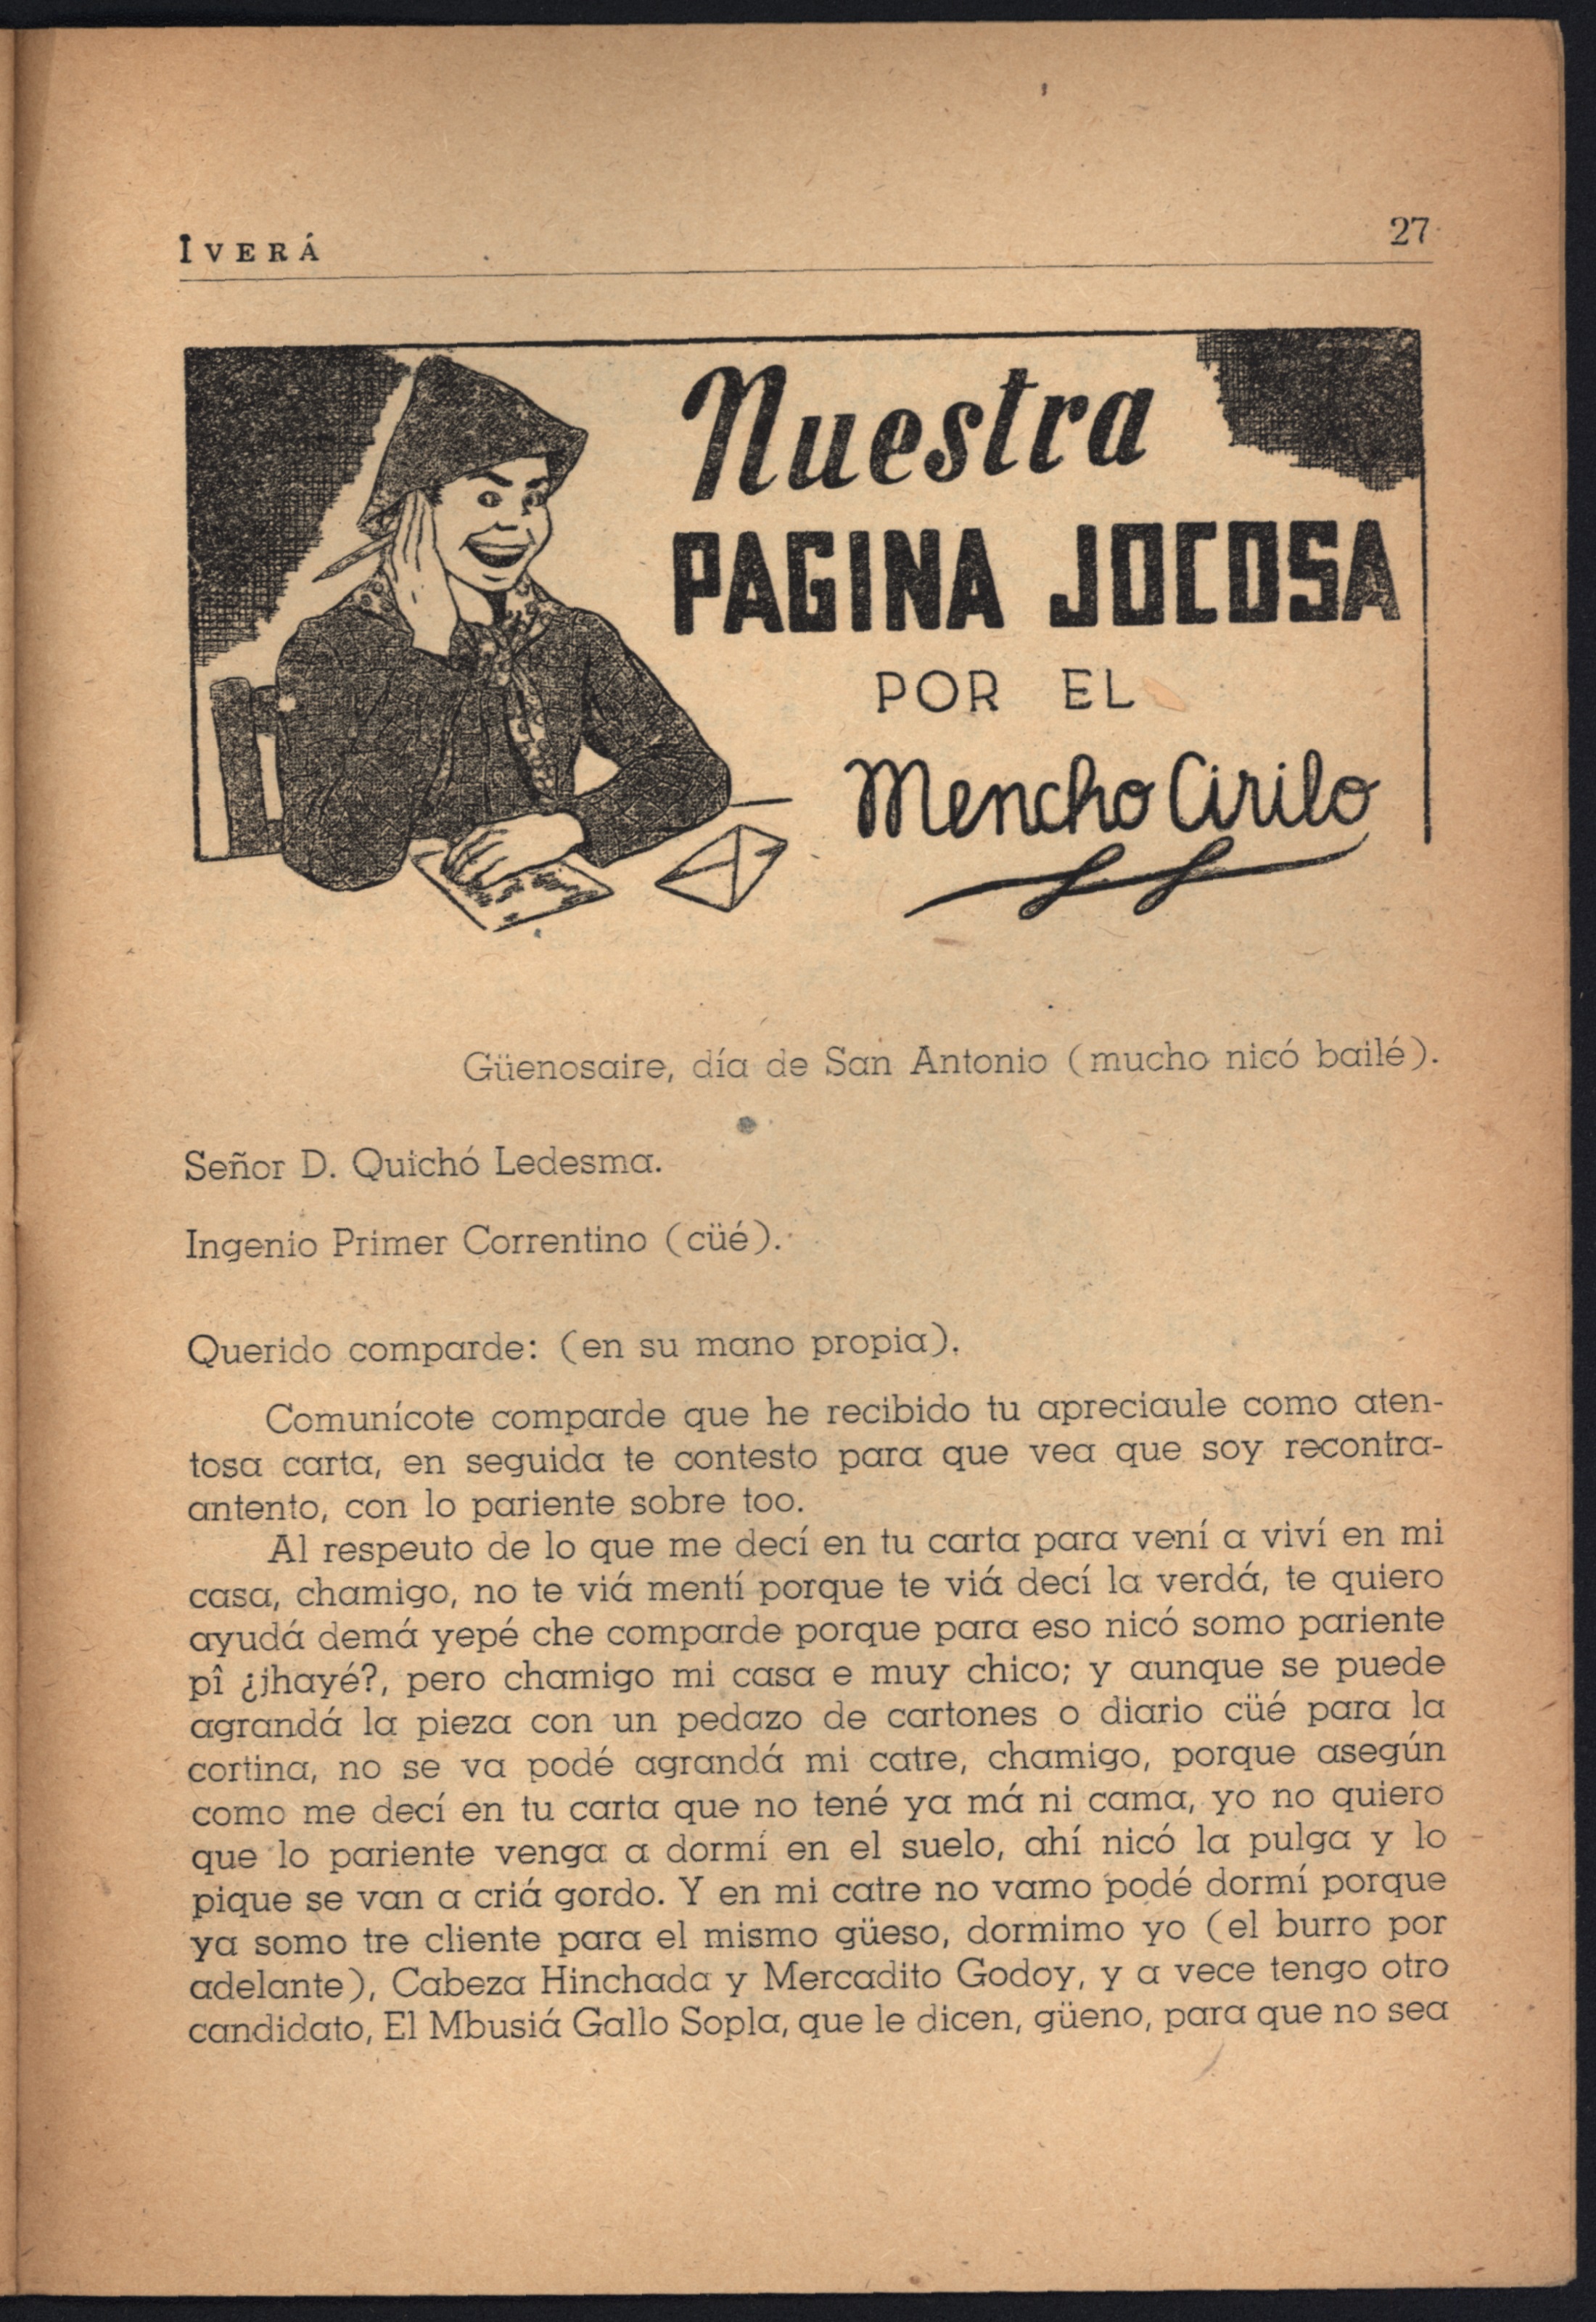 IVERÁ
27
Nuestra
PAGINA JOCOSA
POR EL
Mencho Cirilo
Güenosaire, día de San Antonio (mucho nicó bailé).
Señor D. Quichó Ledesma.
Ingenio Primer Correntino (cüé).
Querido comparde: (en su mano propia).
Comunícote comparde que he recibido tu apreciaule como aten-
tosa carta, en seguida te contesto para que vea que soy recontra-
antento, con lo pariente sobre too.
Al respeuto de lo que me decí en tu carta para vení a viví en mi
casa, chamigo, no te viá mentí porque te viá decí la verdá, te quiero
ayudá demá yepé che comparde porque para eso nicó somo pariente
pî ¿jhayé?, pero chamigo mi casa e muy chico; y aunque se puede
agrandá la pieza con un pedazo de cartones o diario cüé para la
cortina, no se va podé agrandá mi catre, chamigo, porque asegún
como me decí en tu carta que no tené ya má ni cama, yo no quiero
que lo pariente venga a dormí en el suelo, ahí nicó la pulga y lo
pique se van a criá gordo. Y en mi catre no vamo podé dormí porque
ya somo tre cliente para el mismo güeso, dormimo yo (el burro por
adelante), Cabeza Hinchada y Mercadito Godoy, y a vece tengo otro
candidato, El Mbusiá Gallo Sopla, que le dicen, güeno, para que no sea